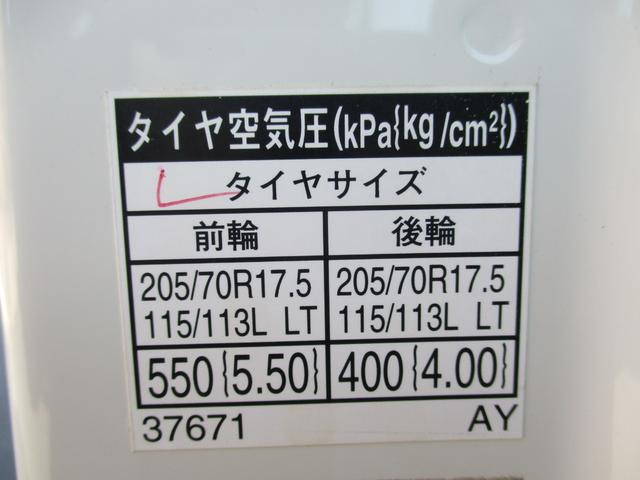 タイヤ空気圧(kPa{kg/cm²})
タイヤサイズ
前輪 後輪
205/70R17.5 205/70R17.5
115/113L LT 115/113L LT
550{5.50} 400{4.00}
37671 AY